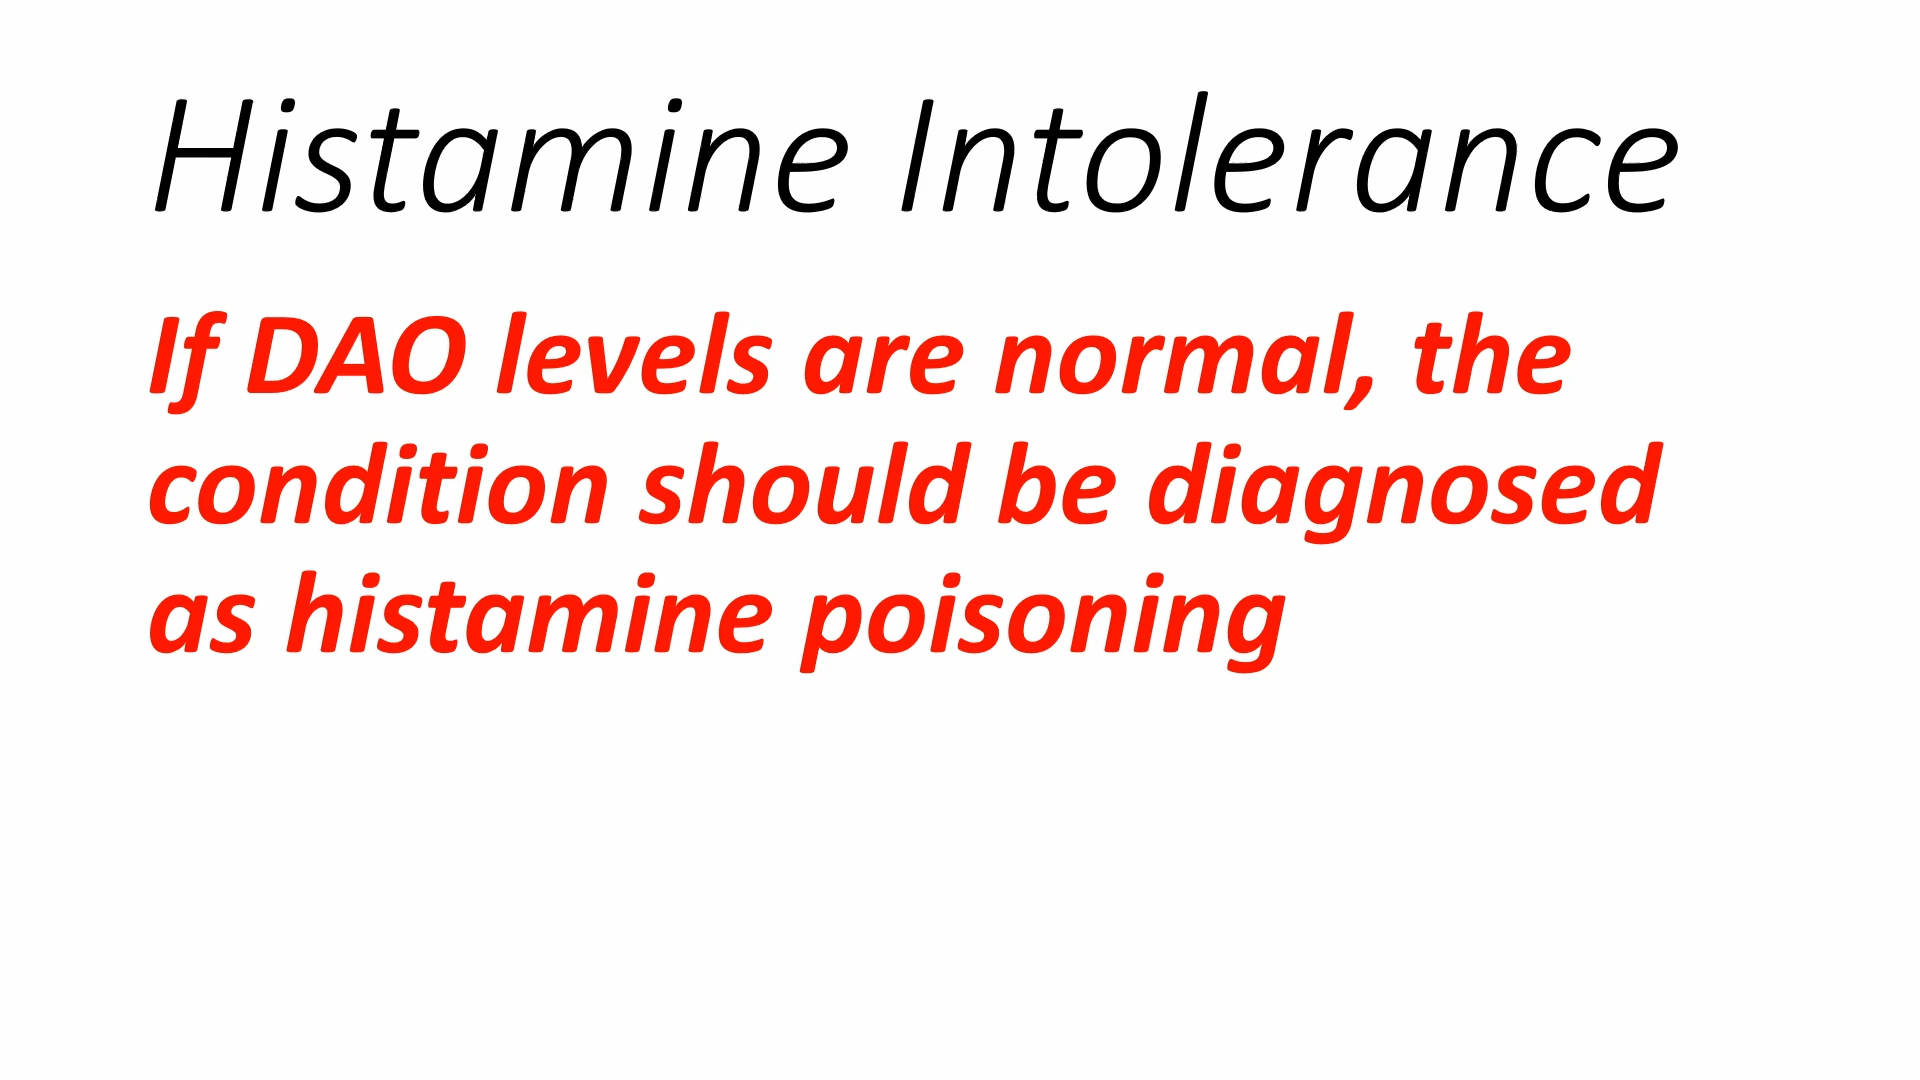 Histamine Intolerance
If DAO levels are normal, the
condition should be diagnosed
as histamine poisoning